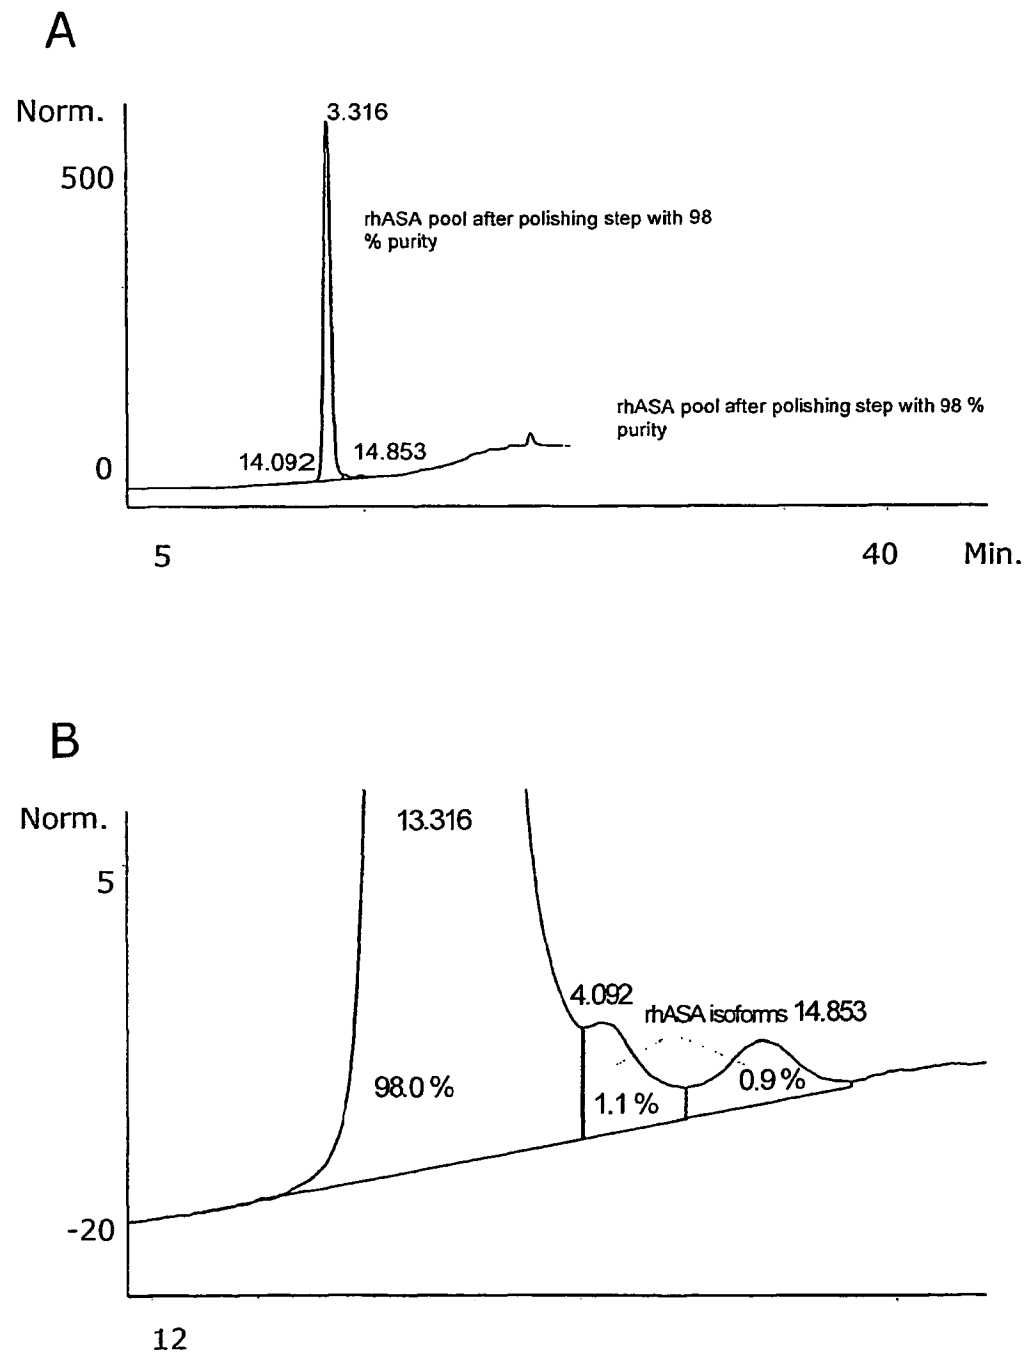 A
Norm.
3.316
500
rhASA pool after polishing step with 98
% purity
rhASA pool after polishing step with 98 %
purity
14.092
14.853
0
5
40
Min.
B
Norm.
13.316
5
4.092
rhASA isoforms 14.853
98.0 %
0.9 %
1.1 %
-20
12